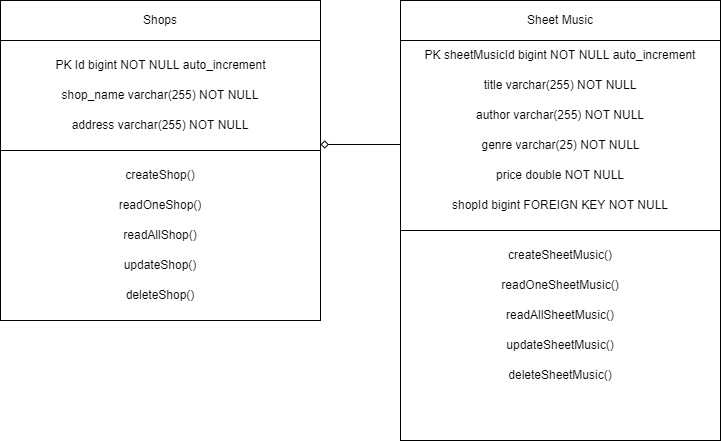 Shops
PK Id bigint NOT NULL auto_increment
shop_name varchar(255) NOT NULL
address varchar(255) NOT NULL
createShop()
readOneShop()
readAllShop()
updateShop()
deleteShop()
Sheet Music
PK sheetMusicId bigint NOT NULL auto_increment
title varchar(255) NOT NULL
author varchar(255) NOT NULL
genre varchar(25) NOT NULL
price double NOT NULL
shopId bigint FOREIGN KEY NOT NULL
createSheetMusic()
readOneSheetMusic()
readAllSheetMusic()
updateSheetMusic()
deleteSheetMusic()